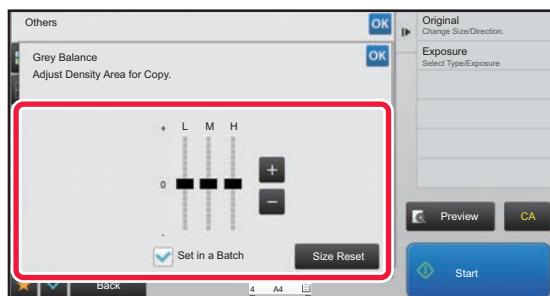 Others
OK
Grey Balance
OK
Adjust Density Area for Copy.
+ L M H
0
-
+
−
Set in a Batch
Size Reset
Back
4 A4
Original
Change Size/Direction.
Exposure
Select Type/Exposure
Preview
CA
Start